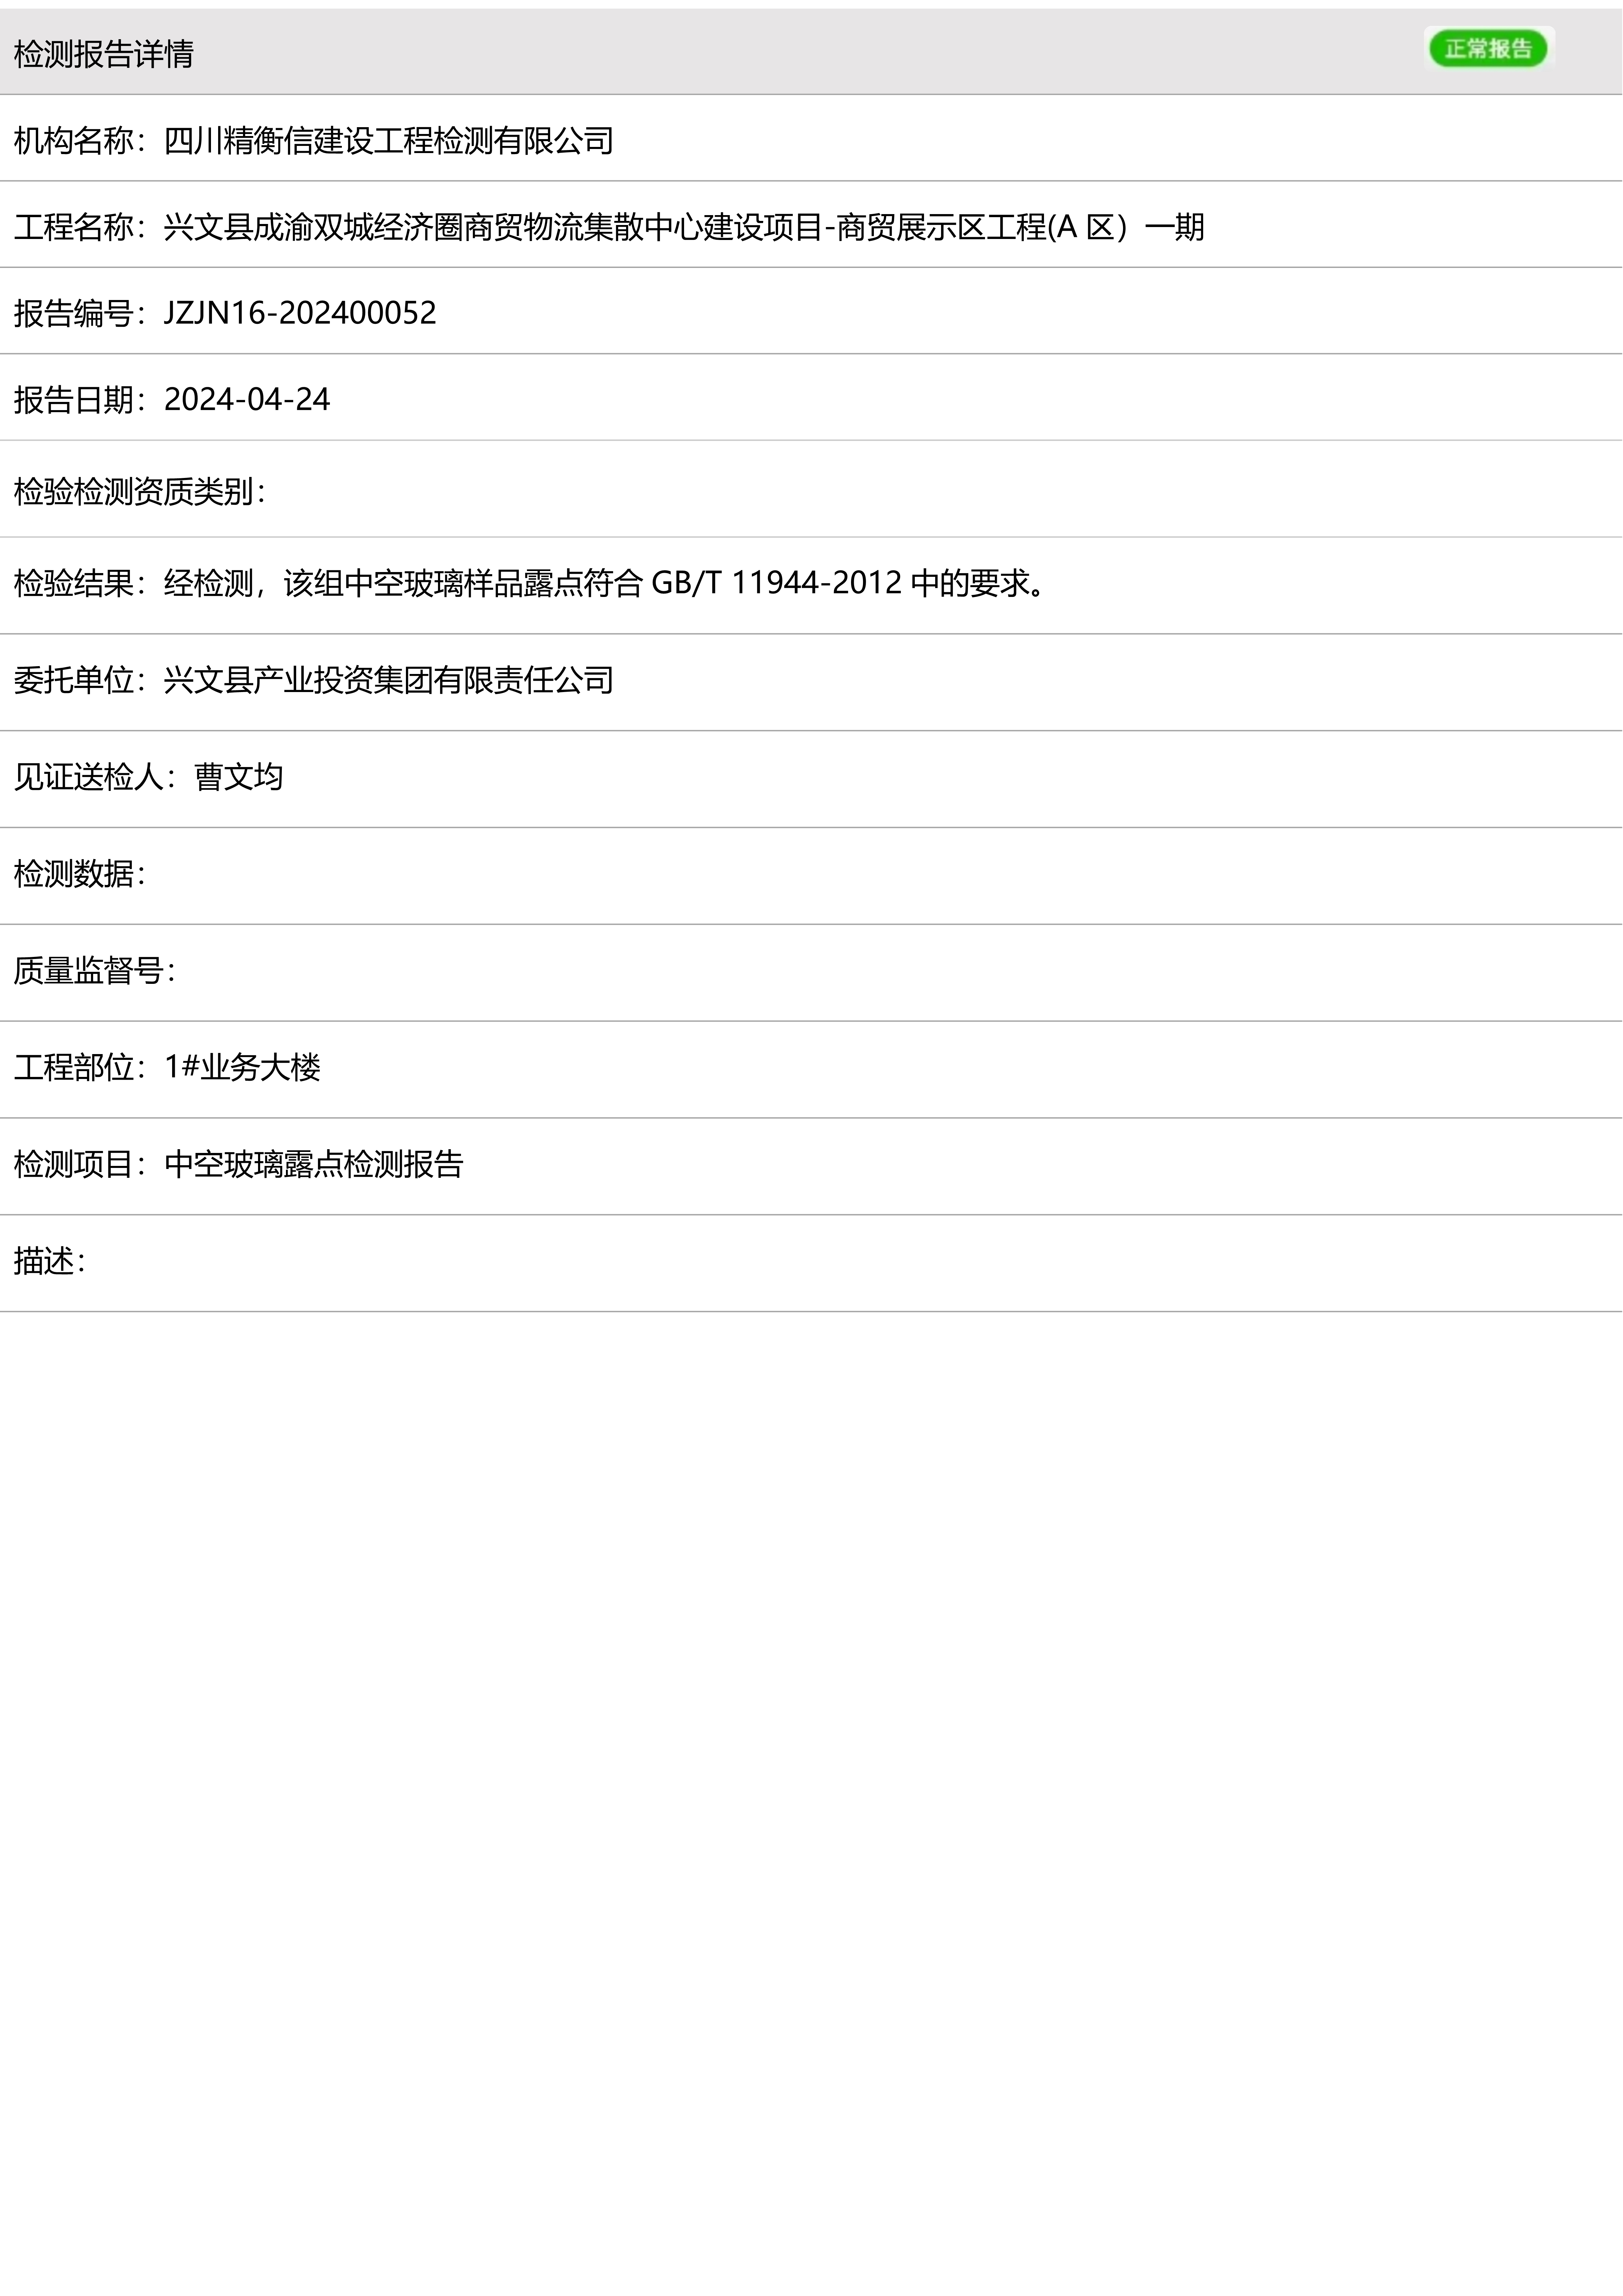 检测报告详情
正常报告
机构名称：四川精衡信建设工程检测有限公司
工程名称：兴文县成渝双城经济圈商贸物流集散中心建设项目-商贸展示区工程(A 区）一期
报告编号：JZJN16-202400052
报告日期：2024-04-24
检验检测资质类别：
检验结果：经检测，该组中空玻璃样品露点符合 GB/T 11944-2012 中的要求。
委托单位：兴文县产业投资集团有限责任公司
见证送检人：曹文均
检测数据：
质量监督号：
工程部位：1#业务大楼
检测项目：中空玻璃露点检测报告
描述：